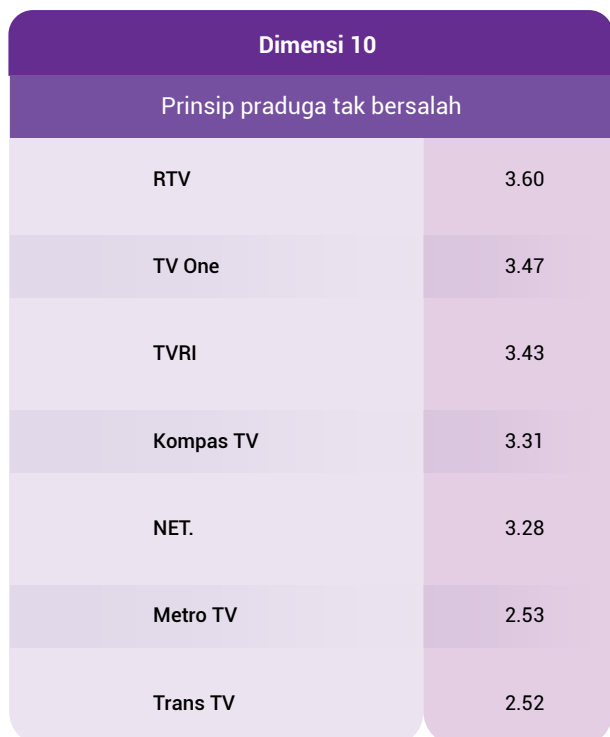 Dimensi 10
Prinsip praduga tak bersalah
RTV 3.60
TV One 3.47
TVRI 3.43
Kompas TV 3.31
NET. 3.28
Metro TV 2.53
Trans TV 2.52